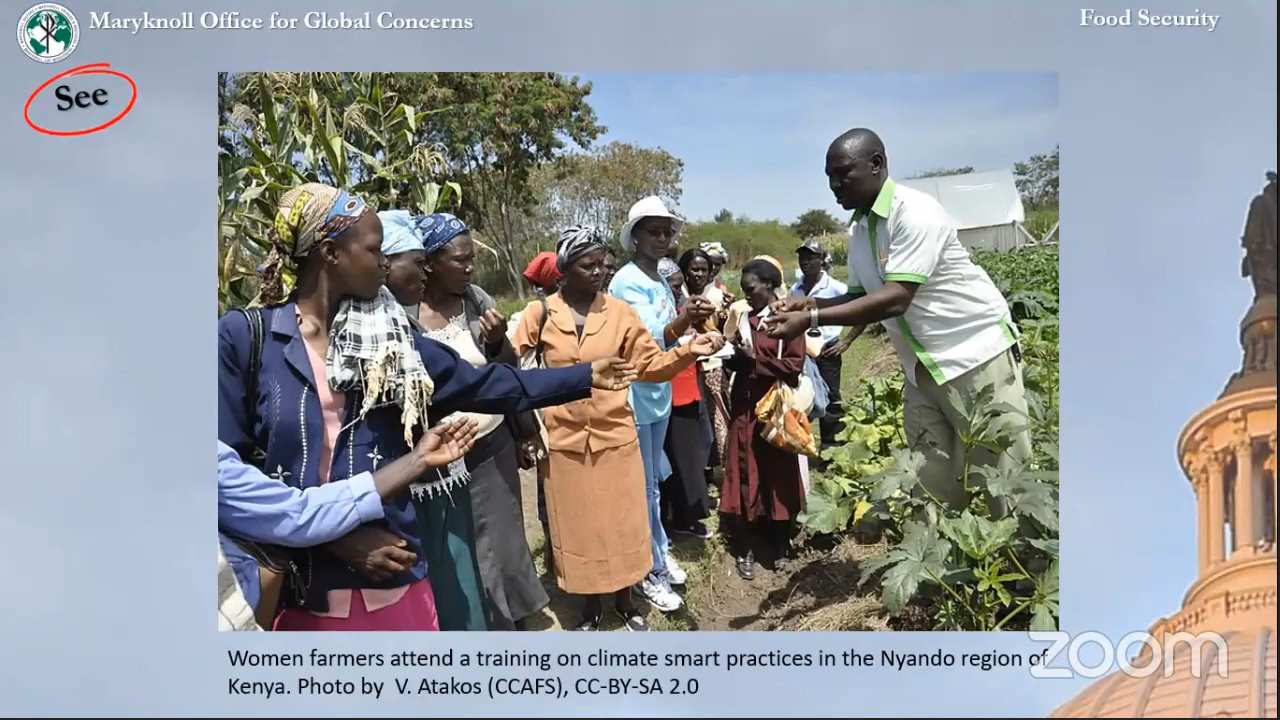 Maryknoll Office for Global Concerns
Food Security
See
Women farmers attend a training on climate smart practices in the Nyando region of
Kenya. Photo by V. Atakos (CCAFS), CC-BY-SA 2.0
zoom